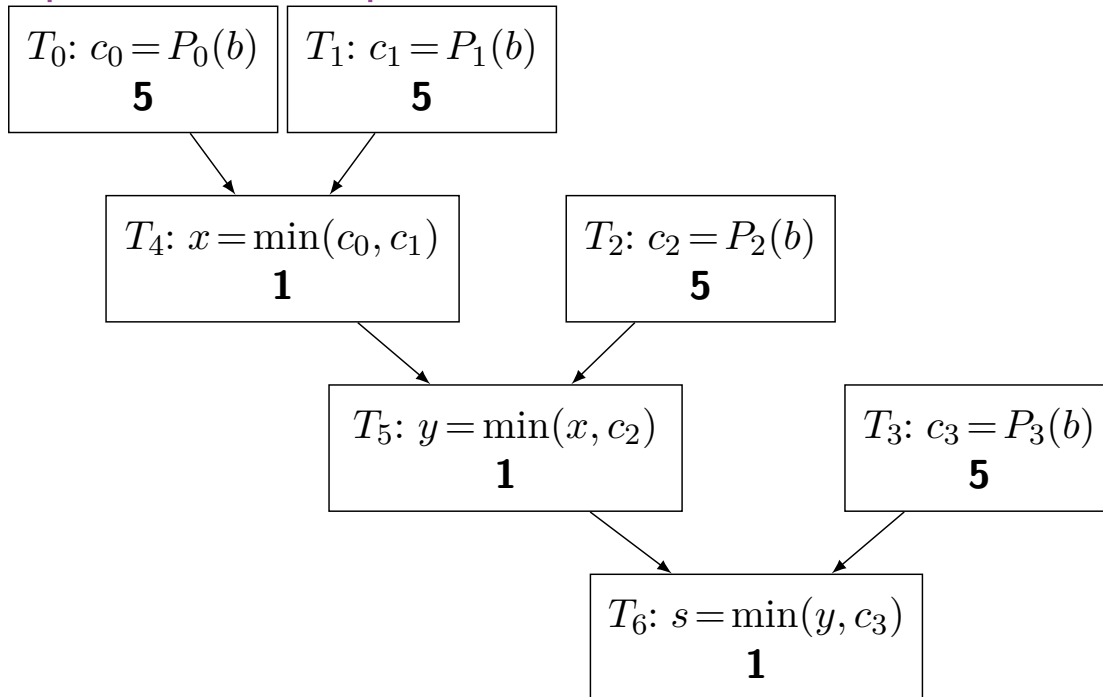 T₀: c₀ = P₀(b)
5
T₁: c₁ = P₁(b)
5
T₄: x = min(c₀, c₁)
1
T₂: c₂ = P₂(b)
5
T₅: y = min(x, c₂)
1
T₃: c₃ = P₃(b)
5
T₆: s = min(y, c₃)
1